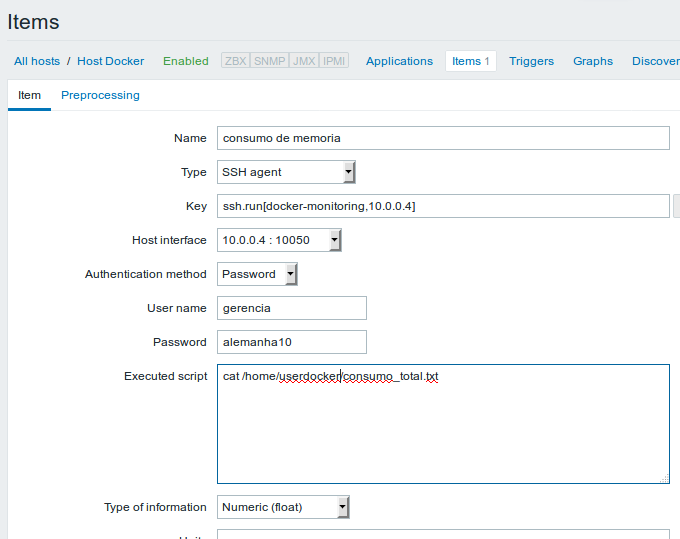 Items
All hosts / Host Docker Enabled ZBX SNMP JMX IPMI Applications Items 1 Triggers Graphs Discover
Item Preprocessing
Name consumo de memoria
Type SSH agent
Key ssh.run[docker-monitoring,10.0.0.4]
Host interface 10.0.0.4 : 10050
Authentication method Password
User name gerencia
Password alemanha10
Executed script cat /home/userdocker/consumo_total.txt
Type of information Numeric (float)